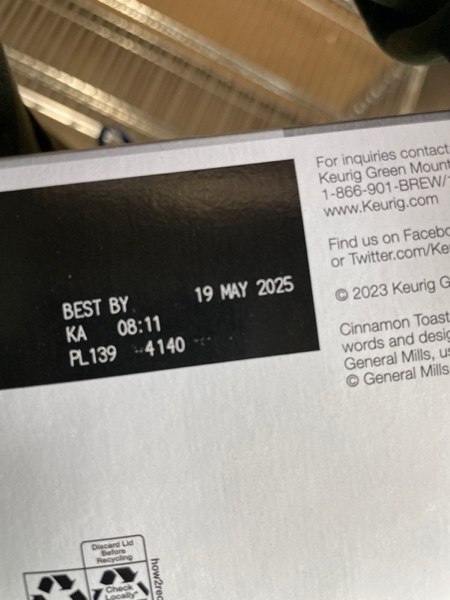 BEST BY 19 MAY 2025
KA 08:11
PL139 4140
For inquiries contact
Keurig Green Mount
1-866-901-BREW/
www.Keurig.com
Find us on Facebo
or Twitter.com/Ke
© 2023 Keurig G
Cinnamon Toast
words and desig
General Mills, us
© General Mills
Discard Lid
Before
Recycling
Check
Locally*
how2rec